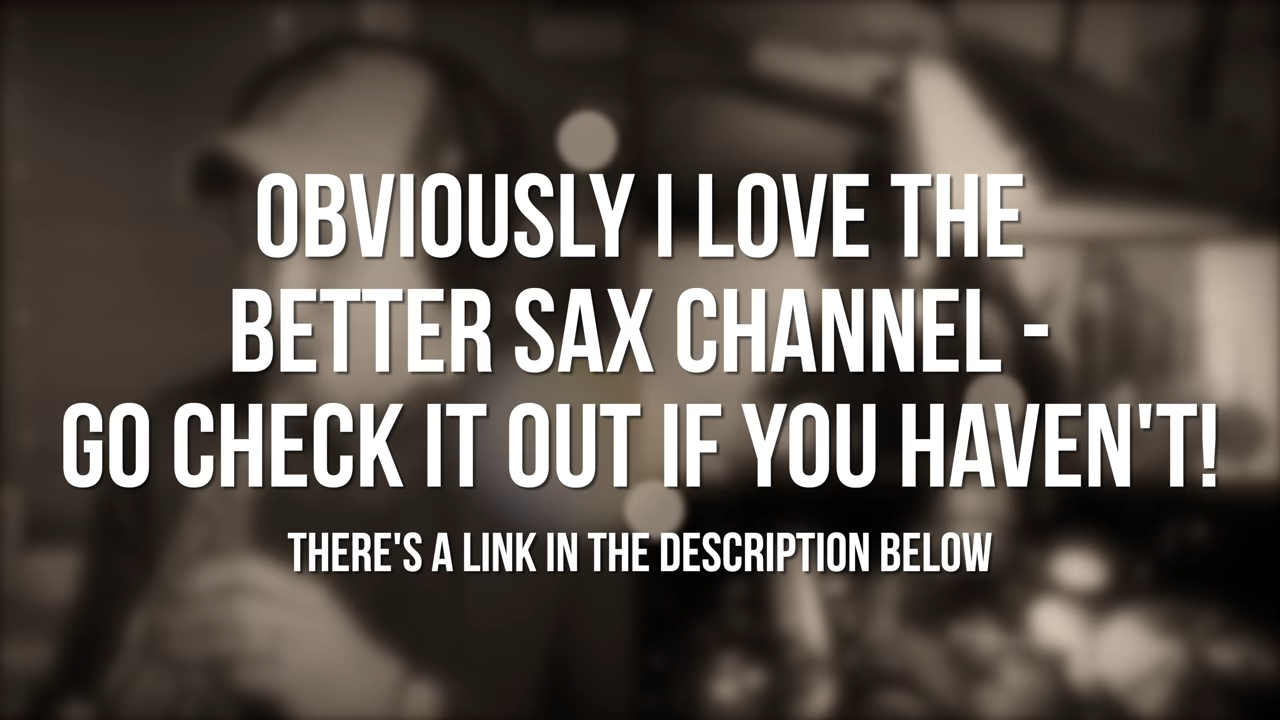 OBVIOUSLY I LOVE THE
BETTER SAX CHANNEL -
GO CHECK IT OUT IF YOU HAVEN'T!
THERE'S A LINK IN THE DESCRIPTION BELOW